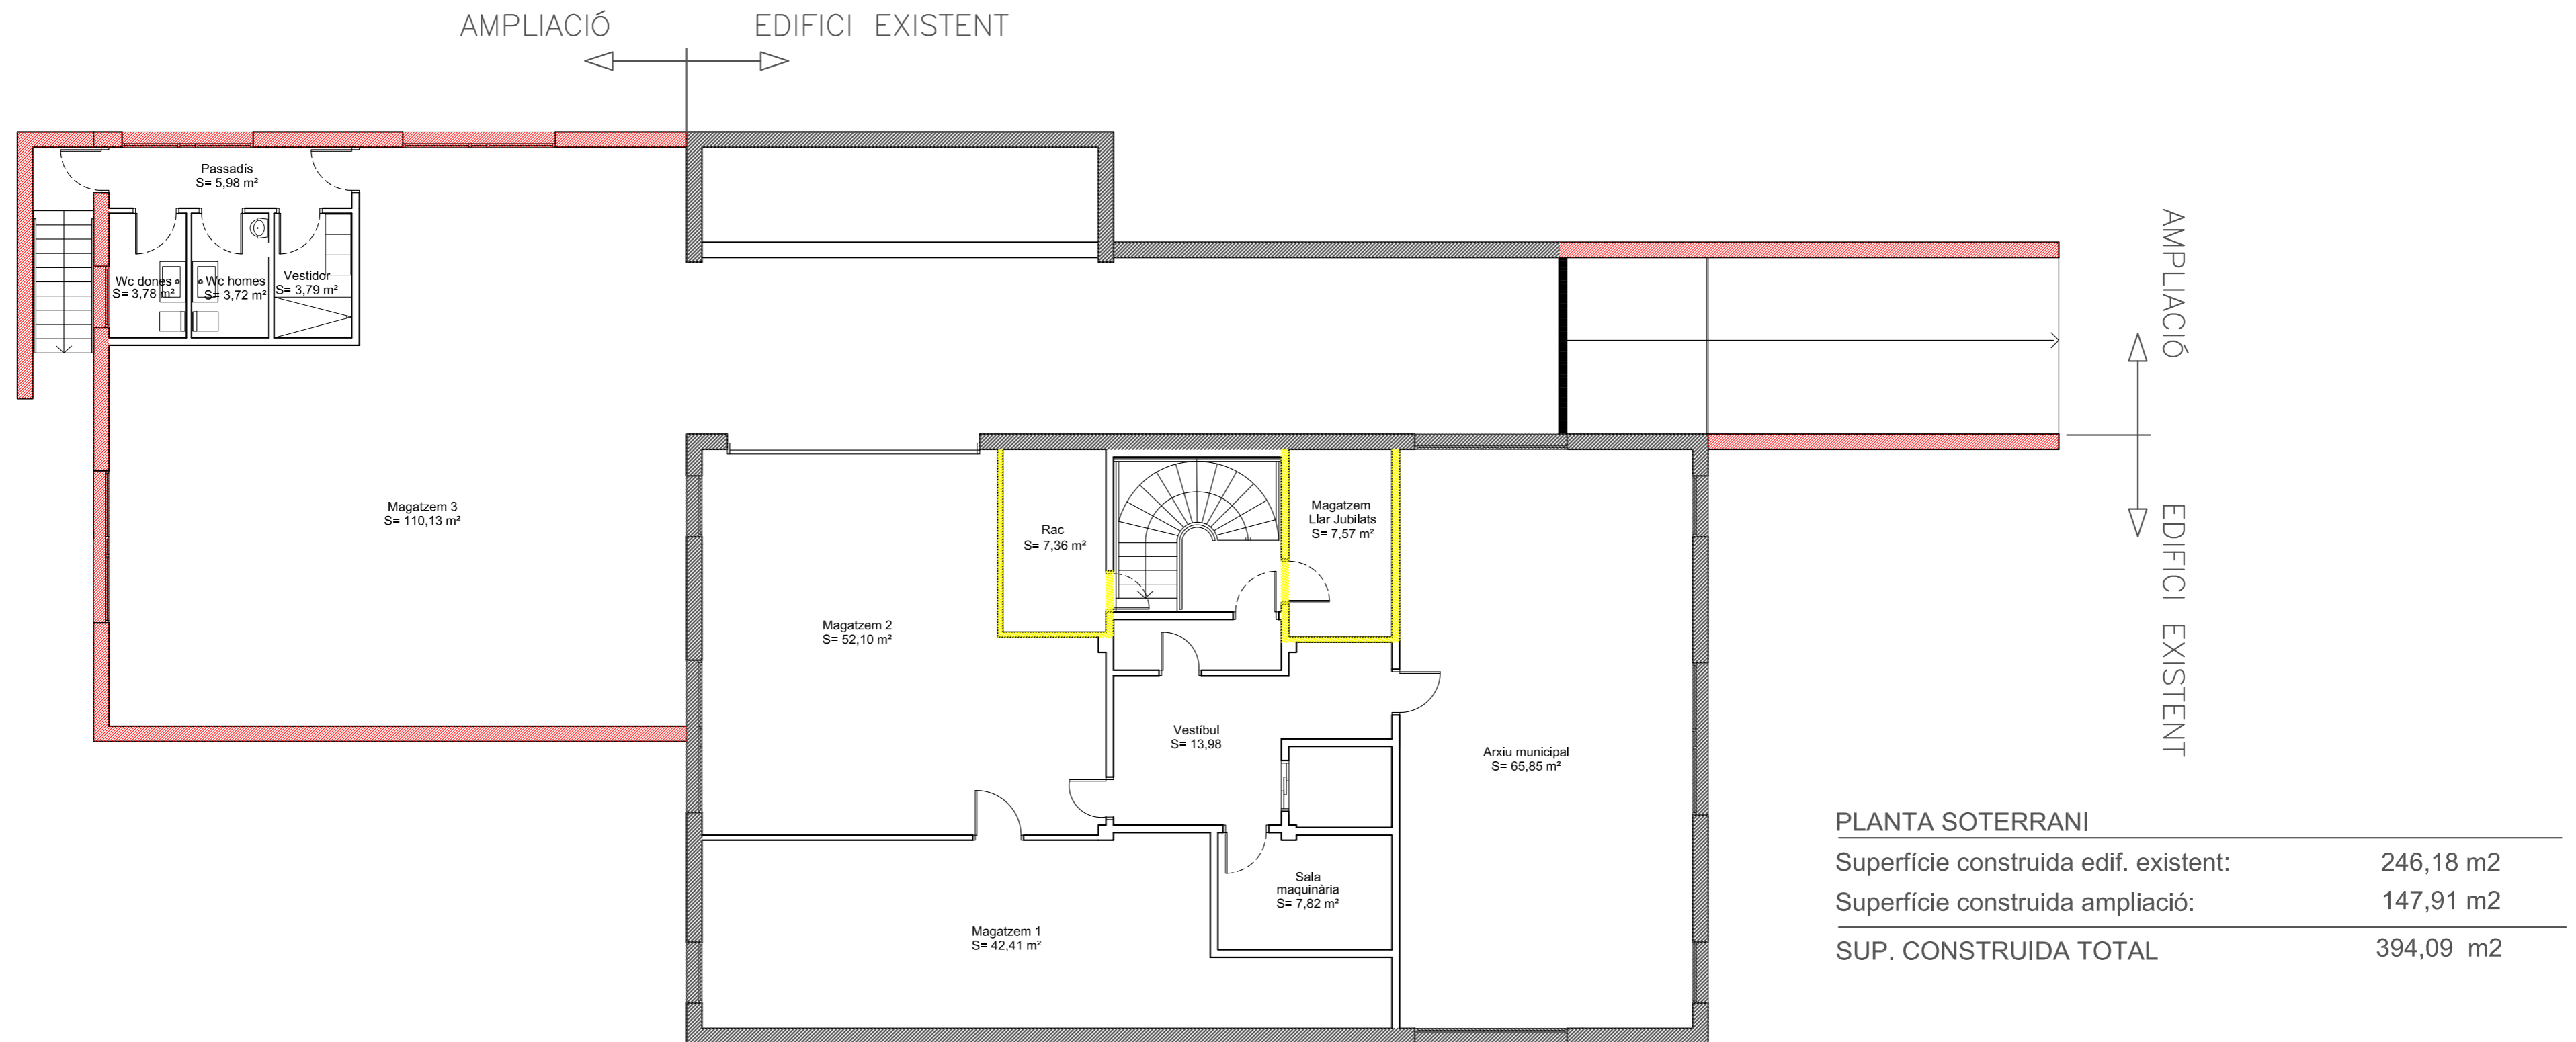 AMPLIACIÓ
EDIFICI EXISTENT
Passadís
S= 5,98 m²
Wc dones
S= 3,78 m²
Wc homes
S= 3,72 m²
Vestidor
S= 3,79 m²
Magatzem 3
S= 110,13 m²
Rac
S= 7,36 m²
Magatzem
Llar Jubilats
S= 7,57 m²
Magatzem 2
S= 52,10 m²
Vestíbul
S= 13,98
Arxiu municipal
S= 65,85 m²
Sala
maquinària
S= 7,82 m²
Magatzem 1
S= 42,41 m²
AMPLIACIÓ
EDIFICI EXISTENT
PLANTA SOTERRANI
Superfície construida edif. existent: 246,18 m2
Superfície construida ampliació: 147,91 m2
SUP. CONSTRUIDA TOTAL 394,09 m2